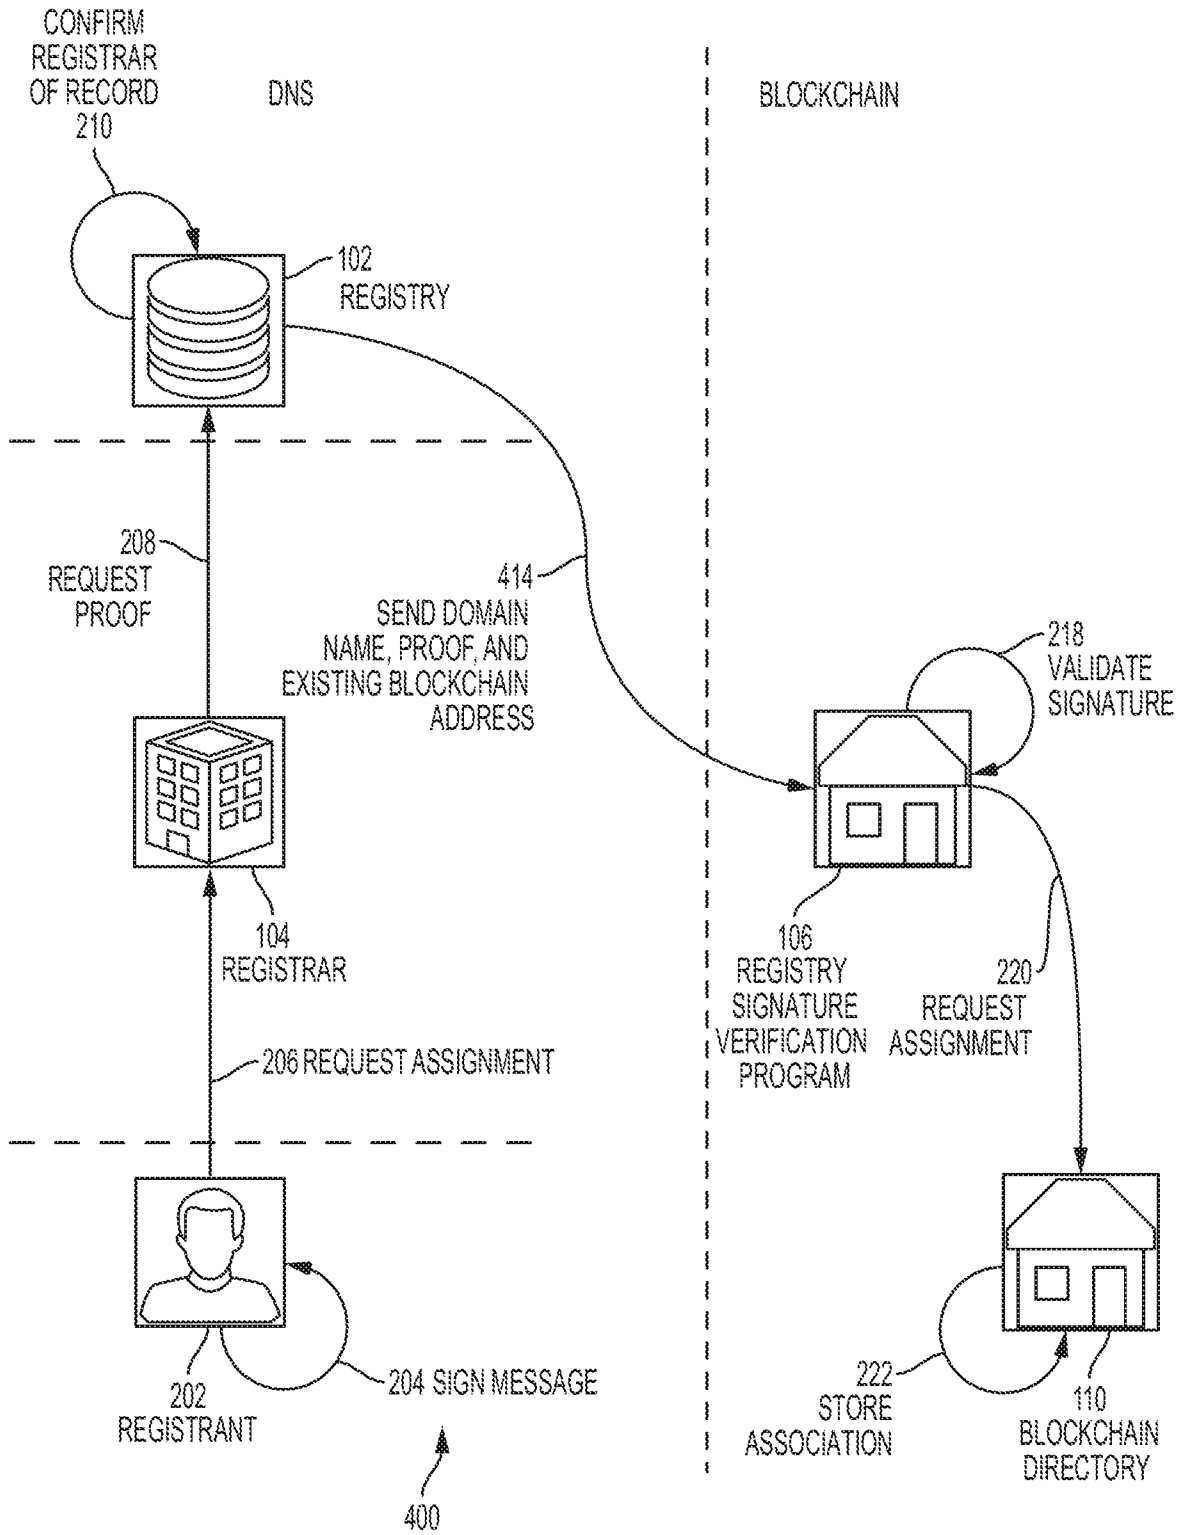 CONFIRM
REGISTRAR
OF RECORD
210
DNS
BLOCKCHAIN
102
REGISTRY
208
REQUEST
PROOF
414
SEND DOMAIN
NAME, PROOF, AND
EXISTING BLOCKCHAIN
ADDRESS
218
VALIDATE
SIGNATURE
104
REGISTRAR
106
REGISTRY
SIGNATURE
VERIFICATION
PROGRAM
220
REQUEST
ASSIGNMENT
206 REQUEST ASSIGNMENT
204 SIGN MESSAGE
202
REGISTRANT
222
STORE
ASSOCIATION
110
BLOCKCHAIN
DIRECTORY
400